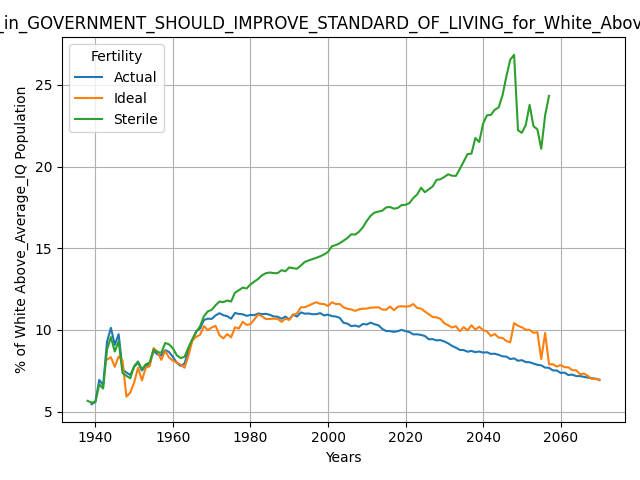 _in_GOVERNMENT_SHOULD_IMPROVE_STANDARD_OF_LIVING_for_White_Abov
Fertility
Actual
Ideal
Sterile
% of White Above_Average_IQ Population
25
20
15
10
5
1940 1960 1980 2000 2020 2040 2060
Years